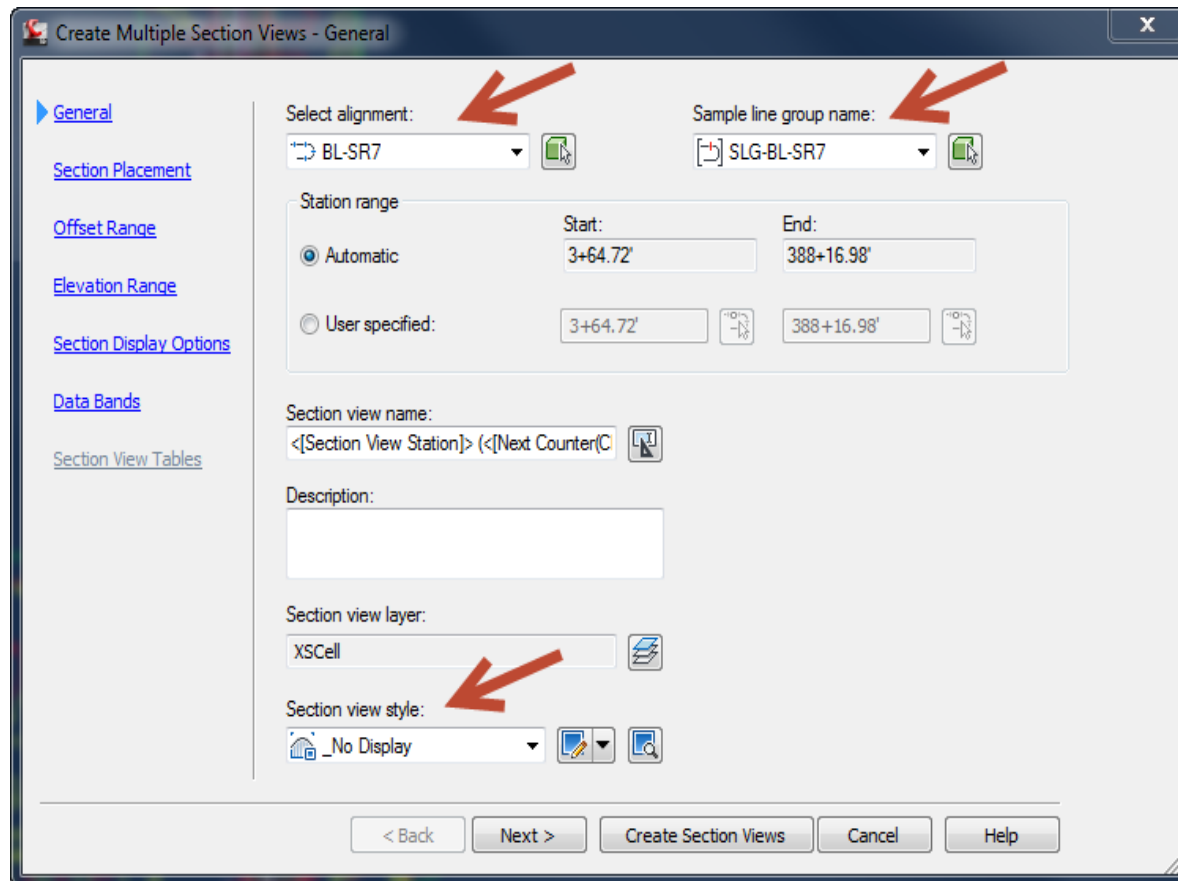 Create Multiple Section Views - General
X
General
Section Placement
Offset Range
Elevation Range
Section Display Options
Data Bands
Section View Tables
Select alignment:
Sample line group name:
BL-SR7
SLG-BL-SR7
Station range
Start:
End:
Automatic
3+64.72'
388+16.98'
User specified:
3+64.72'
388+16.98'
Section view name:
<[Section View Station]> (<[Next Counter(C
Description:
Section view layer:
XSCell
Section view style:
_No Display
< Back
Next >
Create Section Views
Cancel
Help